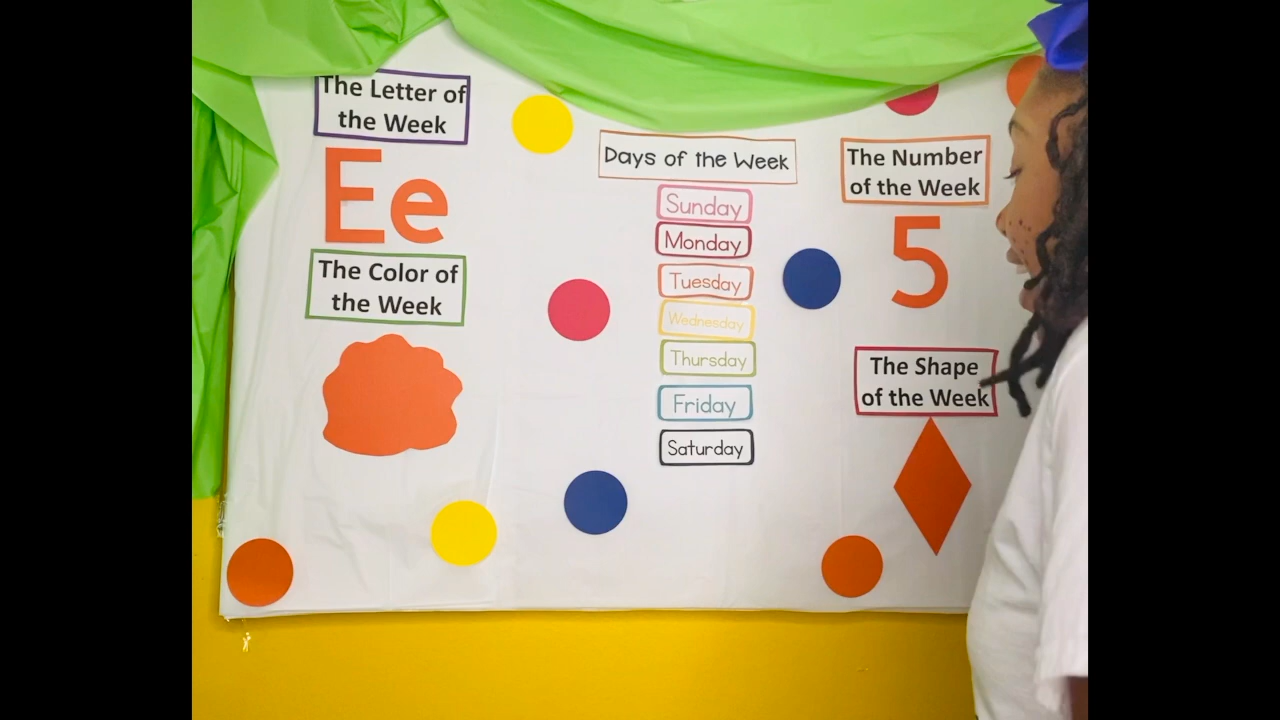 The Letter of
the Week
Ee
The Color of
the Week
Days of the Week
Sunday
Monday
Tuesday
Wednesday
Thursday
Friday
Saturday
The Number
of the Week
5
The Shape
of the Week